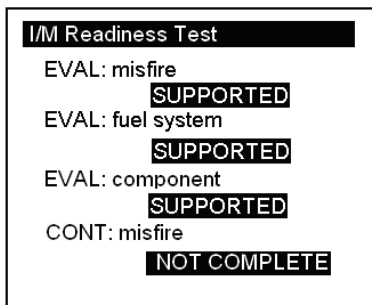 I/M Readiness Test
EVAL: misfire
SUPPORTED
EVAL: fuel system
SUPPORTED
EVAL: component
SUPPORTED
CONT: misfire
NOT COMPLETE